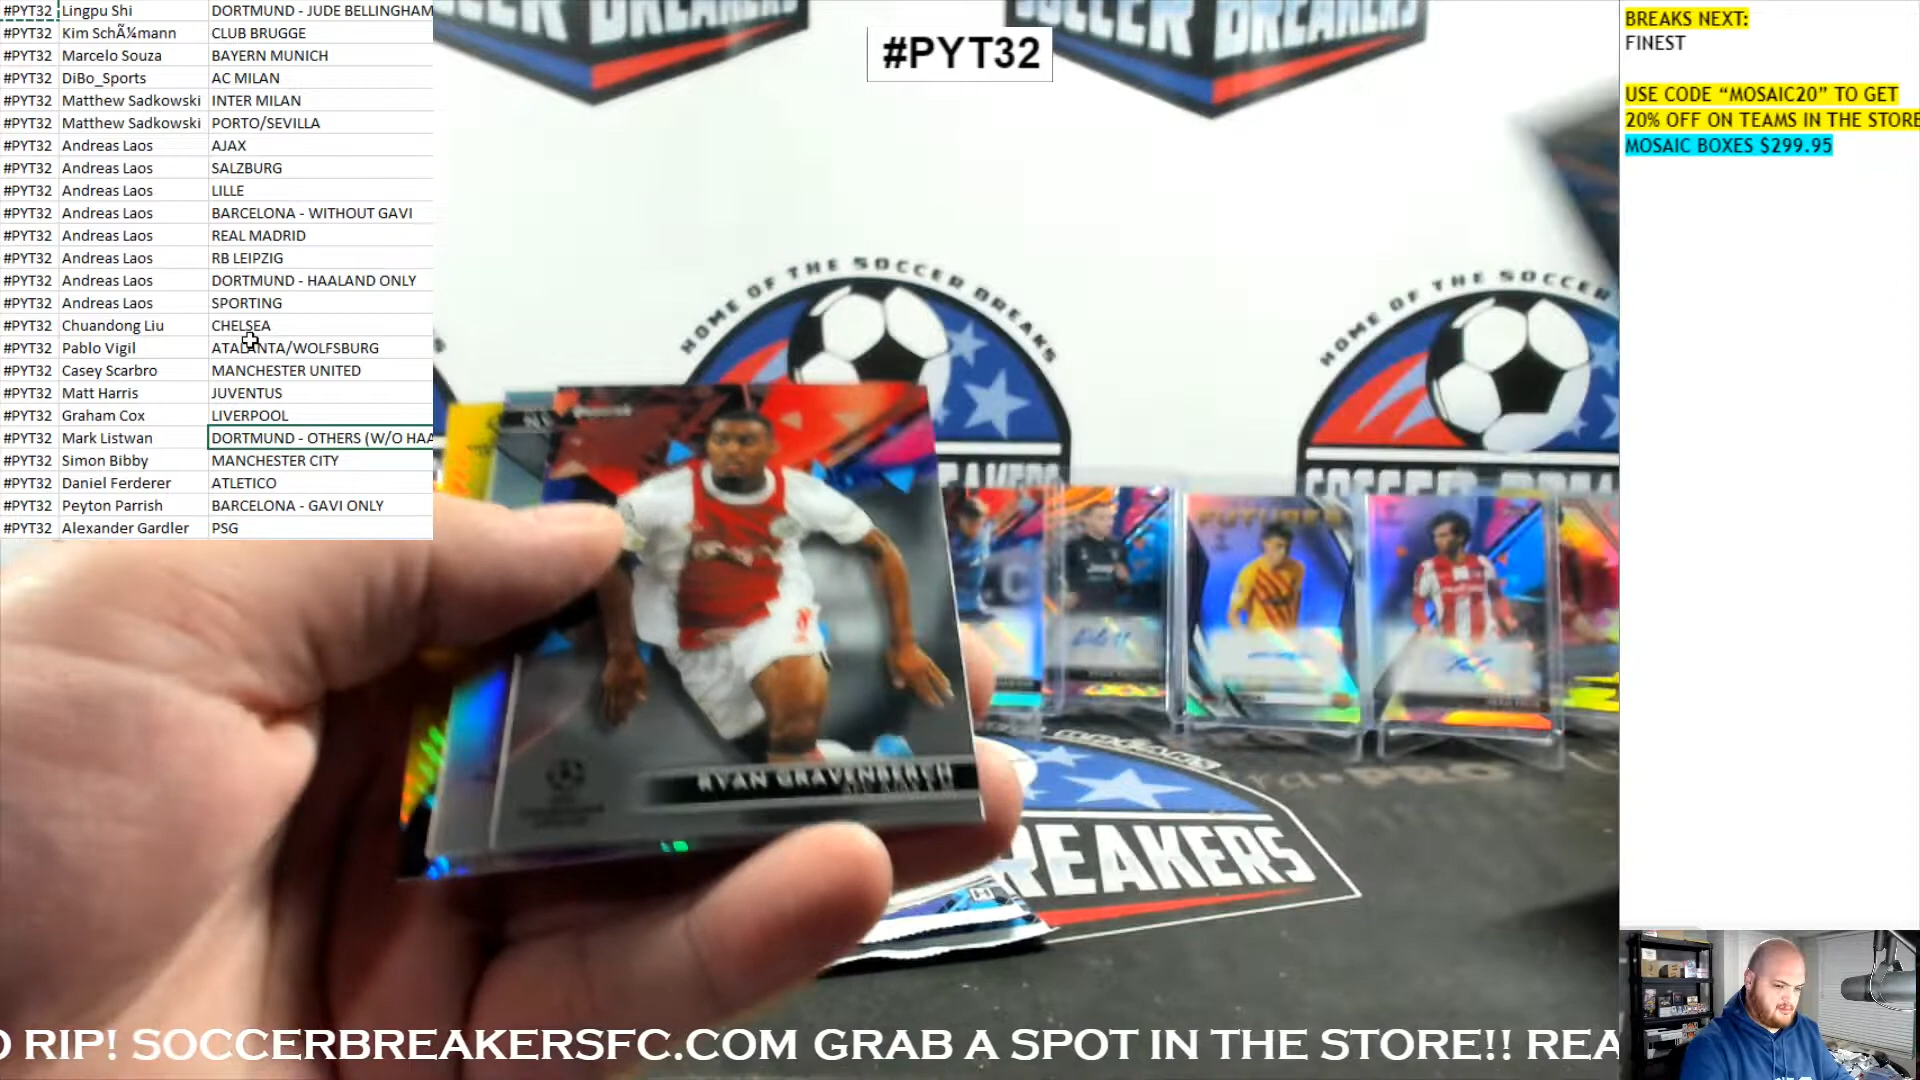 #PYT32 Lingpu Shi DORTMUND - JUDE BELLINGHAM
#PYT32 Kim SchÃ¼mann CLUB BRUGGE
#PYT32 Marcelo Souza BAYERN MUNICH
#PYT32 DiBo_Sports AC MILAN
#PYT32 Matthew Sadkowski INTER MILAN
#PYT32 Matthew Sadkowski PORTO/SEVILLA
#PYT32 Andreas Laos AJAX
#PYT32 Andreas Laos SALZBURG
#PYT32 Andreas Laos LILLE
#PYT32 Andreas Laos BARCELONA - WITHOUT GAVI
#PYT32 Andreas Laos REAL MADRID
#PYT32 Andreas Laos RB LEIPZIG
#PYT32 Andreas Laos DORTMUND - HAALAND ONLY
#PYT32 Andreas Laos SPORTING
#PYT32 Chuandong Liu CHELSEA
#PYT32 Pablo Vigil ATALANTA/WOLFSBURG
#PYT32 Casey Scarbro MANCHESTER UNITED
#PYT32 Matt Harris JUVENTUS
#PYT32 Graham Cox LIVERPOOL
#PYT32 Mark Listwan DORTMUND - OTHERS (W/O HAA
#PYT32 Simon Bibby MANCHESTER CITY
#PYT32 Daniel Ferderer ATLETICO
#PYT32 Peyton Parrish BARCELONA - GAVI ONLY
#PYT32 Alexander Gardler PSG
SOCCER BREAKERS
SOCCER BREAKERS
#PYT32
BREAKS NEXT:
FINEST
USE CODE “MOSAIC20” TO GET
20% OFF ON TEAMS IN THE STORE
MOSAIC BOXES $299.95
HOME OF THE SOCCER BREAKS
HOME OF THE SOCCER
FUTURES
RYAN GRAVENBERCH
PRO
BREAKERS
O RIP! SOCCERBREAKERSFC.COM GRAB A SPOT IN THE STORE!! REA